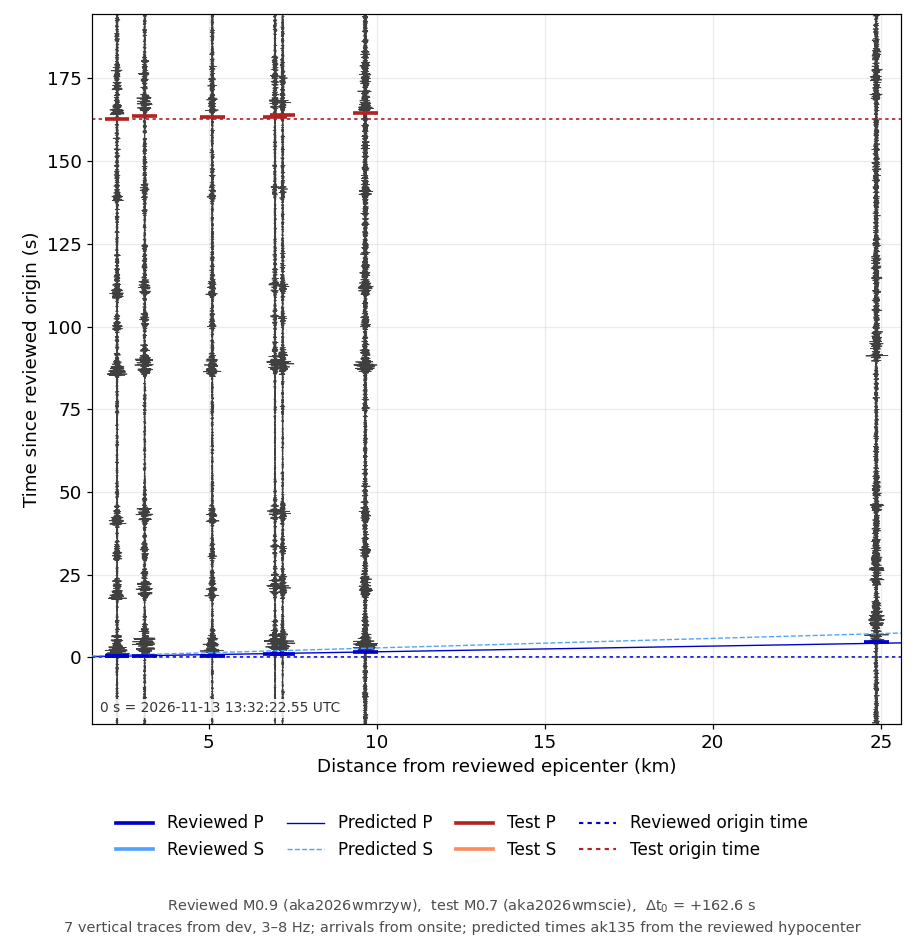 Time since reviewed origin (s)
175
150
125
100
75
50
25
0
0 s = 2026-11-13 13:32:22.55 UTC
5 10 15 20 25
Distance from reviewed epicenter (km)
Reviewed P Predicted P Test P Reviewed origin time
Reviewed S Predicted S Test S Test origin time
Reviewed M0.9 (aka2026wmrzyw), test M0.7 (aka2026wmscie), Δt₀ = +162.6 s
7 vertical traces from dev, 3–8 Hz; arrivals from onsite; predicted times ak135 from the reviewed hypocenter